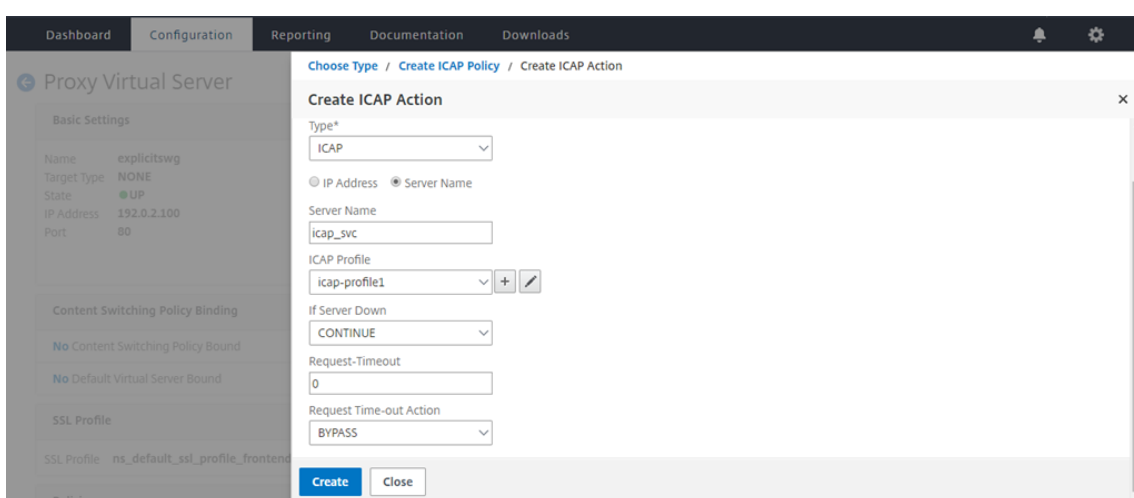 Dashboard Configuration Reporting Documentation Downloads
Proxy Virtual Server
Basic Settings
Name explicitswg
Target Type NONE
State UP
IP Address 192.0.2.100
Port 80
Content Switching Policy Binding
No Content Switching Policy Bound
No Default Virtual Server Bound
SSL Profile
SSL Profile ns_default_ssl_profile_frontend
Choose Type / Create ICAP Policy / Create ICAP Action
Create ICAP Action
Type*
ICAP
IP Address Server Name
Server Name
icap_svc
ICAP Profile
icap-profile1
If Server Down
CONTINUE
Request-Timeout
0
Request Time-out Action
BYPASS
Create Close